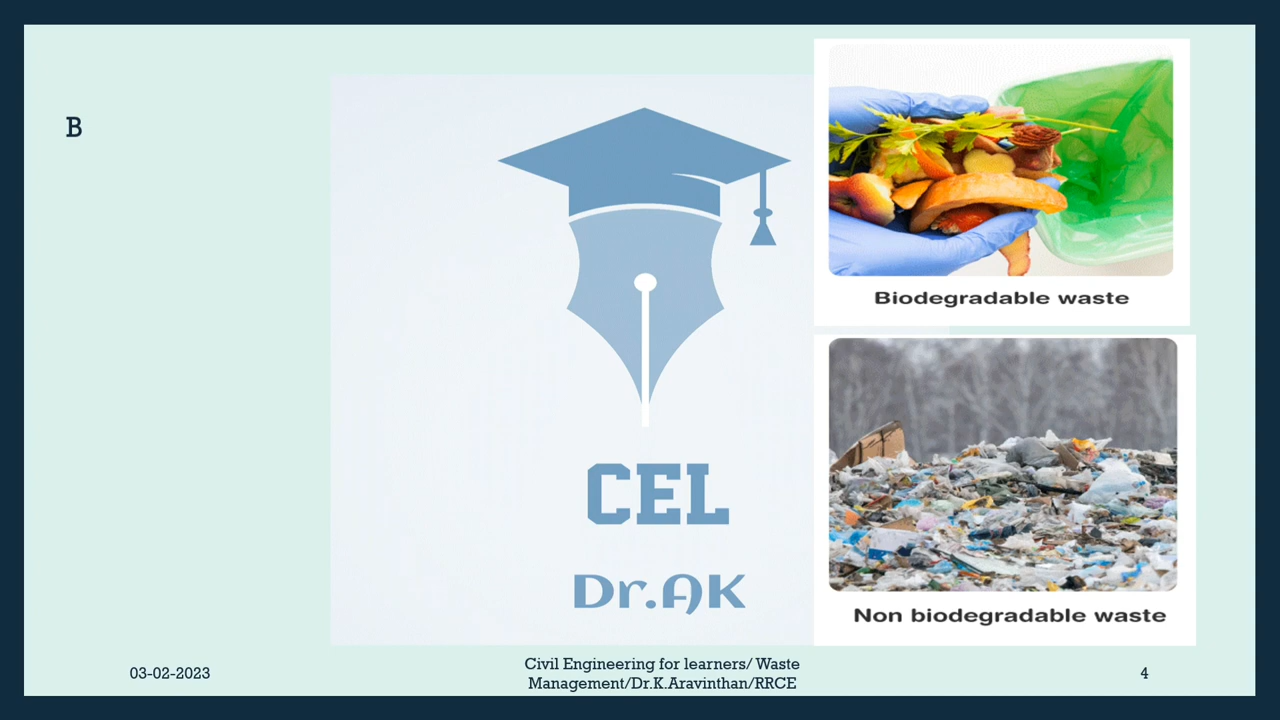 B
CEL
Dr.AK
Biodegradable waste
Non biodegradable waste
03-02-2023
Civil Engineering for learners/ Waste
Management/Dr.K.Aravinthan/RRCE
4